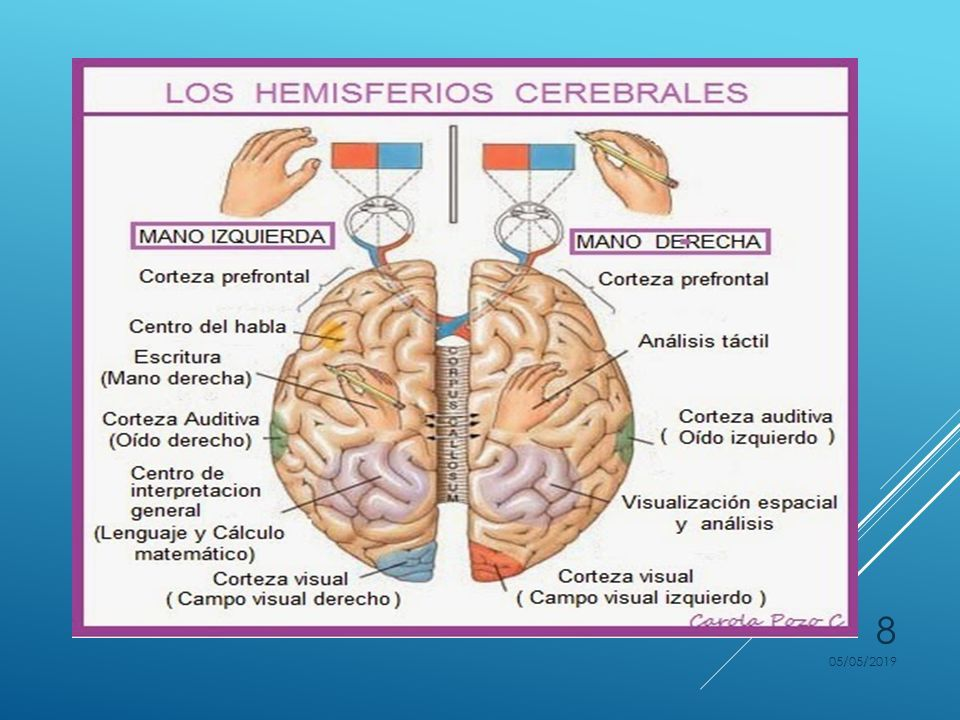 LOS HEMISFERIOS CEREBRALES
MANO IZQUIERDA
MANO DERECHA
Corteza prefrontal
Corteza prefrontal
Centro del habla
Análisis táctil
Escritura
(Mano derecha)
Corteza Auditiva
(Oído derecho)
Corteza auditiva
( Oído izquierdo )
CORPUS CALLOSUM
Centro de
interpretacion
general
(Lenguaje y Cálculo
matemático)
Visualización espacial
y análisis
Corteza visual
( Campo visual derecho )
Corteza visual
( Campo visual izquierdo )
Carola Pozo C
8
05/05/2019